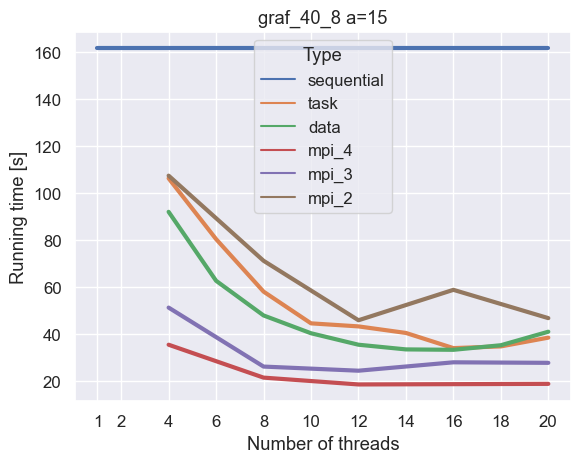 graf_40_8 a=15
Type
sequential
task
data
mpi_4
mpi_3
mpi_2
Running time [s]
160
140
120
100
80
60
40
20
1 2 4 6 8 10 12 14 16 18 20
Number of threads